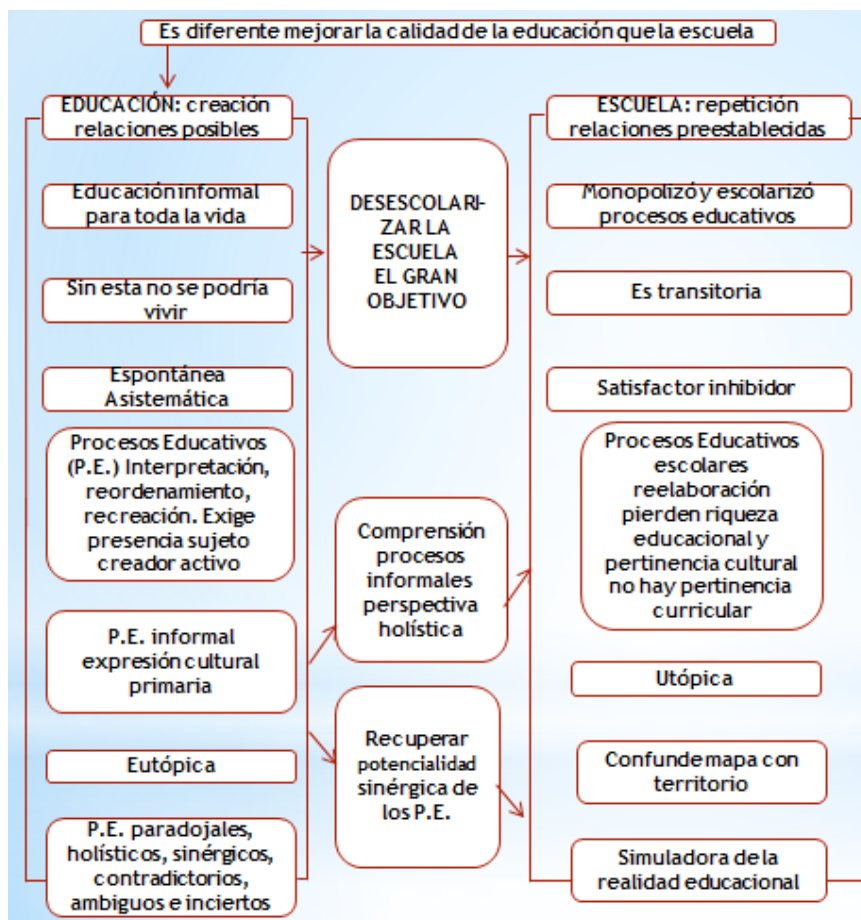 Es diferente mejorar la calidad de la educación que la escuela
EDUCACIÓN: creación
relaciones posibles
Educación informal
para toda la vida
Sin esta no se podría
vivir
Espontánea
Asistemática
Procesos Educativos
(P.E.) Interpretación,
reordenamiento,
recreación. Exige
presencia sujeto
creador activo
P.E. informal
expresión cultural
primaria
Eutópica
P.E. paradojales,
holísticos, sinérgicos,
contradictorios,
ambiguos e inciertos
DESESCOLARI-
ZAR LA
ESCUELA
EL GRAN
OBJETIVO
Comprensión
procesos
informales
perspectiva
holística
Recuperar
potencialidad
sinérgica de
los P.E.
ESCUELA: repetición
relaciones preestablecidas
Monopolizó y escolarizó
procesos educativos
Es transitoria
Satisfactor inhibidor
Procesos Educativos
escolares
reelaboración
pierden riqueza
educacional y
pertinencia cultural
no hay pertinencia
curricular
Utópica
Confunde mapa con
territorio
Simuladora de la
realidad educacional